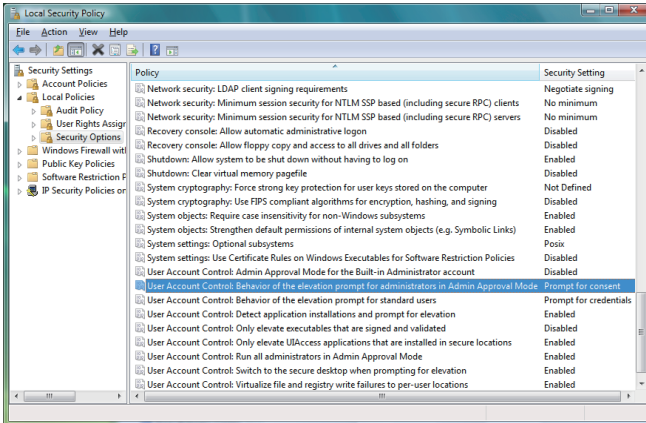 Local Security Policy
File Action View Help
Security Settings
Account Policies
Local Policies
Audit Policy
User Rights Assigr
Security Options
Windows Firewall with
Public Key Policies
Software Restriction P
IP Security Policies or
Policy Security Setting
Network security: LDAP client signing requirements Negotiate signing
Network security: Minimum session security for NTLM SSP based (including secure RPC) clients No minimum
Network security: Minimum session security for NTLM SSP based (including secure RPC) servers No minimum
Recovery console: Allow automatic administrative logon Disabled
Recovery console: Allow floppy copy and access to all drives and all folders Disabled
Shutdown: Allow system to be shut down without having to log on Enabled
Shutdown: Clear virtual memory pagefile Disabled
System cryptography: Force strong key protection for user keys stored on the computer Not Defined
System cryptography: Use FIPS compliant algorithms for encryption, hashing, and signing Disabled
System objects: Require case insensitivity for non-Windows subsystems Enabled
System objects: Strengthen default permissions of internal system objects (e.g. Symbolic Links) Enabled
System settings: Optional subsystems Posix
System settings: Use Certificate Rules on Windows Executables for Software Restriction Policies Disabled
User Account Control: Admin Approval Mode for the Built-in Administrator account Disabled
User Account Control: Behavior of the elevation prompt for administrators in Admin Approval Mode Prompt for consent
User Account Control: Behavior of the elevation prompt for standard users Prompt for credentials
User Account Control: Detect application installations and prompt for elevation Enabled
User Account Control: Only elevate executables that are signed and validated Disabled
User Account Control: Only elevate UIAccess applications that are installed in secure locations Enabled
User Account Control: Run all administrators in Admin Approval Mode Enabled
User Account Control: Switch to the secure desktop when prompting for elevation Enabled
User Account Control: Virtualize file and registry write failures to per-user locations Enabled